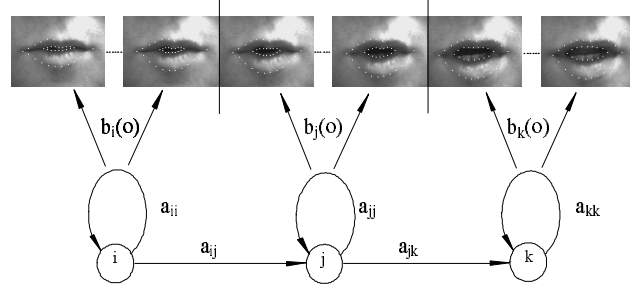 b_i(o) b_j(o) b_k(o)
a_ii a_jj a_kk
a_ij a_jk
i j k